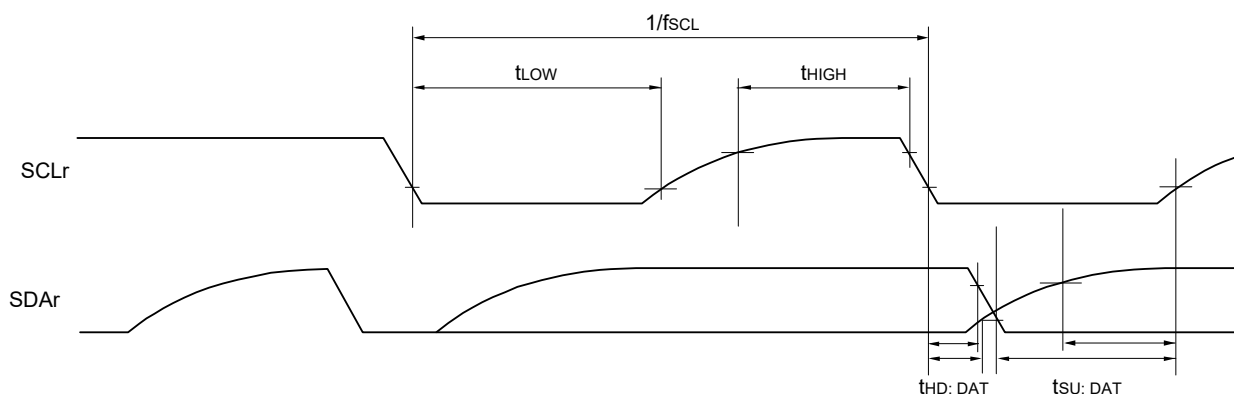 1/fSCL
tLOW
tHIGH
SCLr
SDAr
tHD: DAT
tSU: DAT